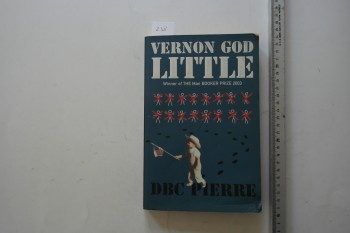 VERNON GOD
LITTLE
Winner of THE Man BOOKER PRIZE 2003
DBC PIERRE